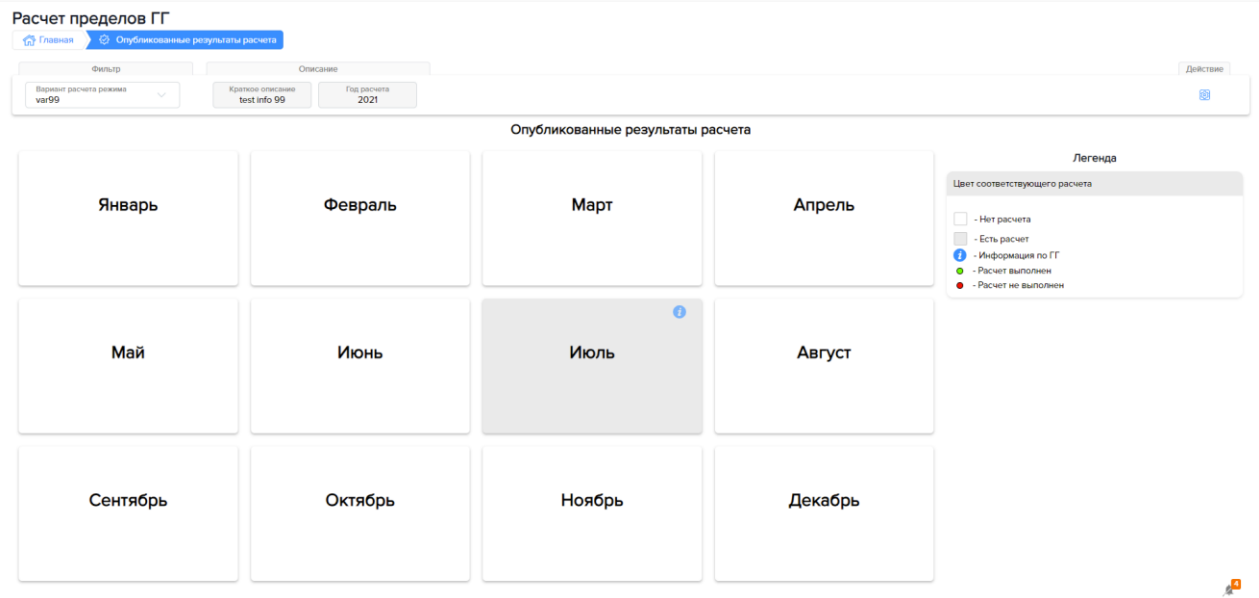 Расчет пределов ГГ
Главная
Опубликованные результаты расчета
Фильтр
Описание
Действие
Вариант расчета режима
var99
Краткое описание
test info 99
Год расчета
2021
Опубликованные результаты расчета
Январь
Февраль
Март
Апрель
Май
Июнь
Июль
Август
Сентябрь
Октябрь
Ноябрь
Декабрь
Легенда
Цвет соответствующего расчета
- Нет расчета
- Есть расчет
- Информация по ГГ
- Расчет выполнен
- Расчет не выполнен
4